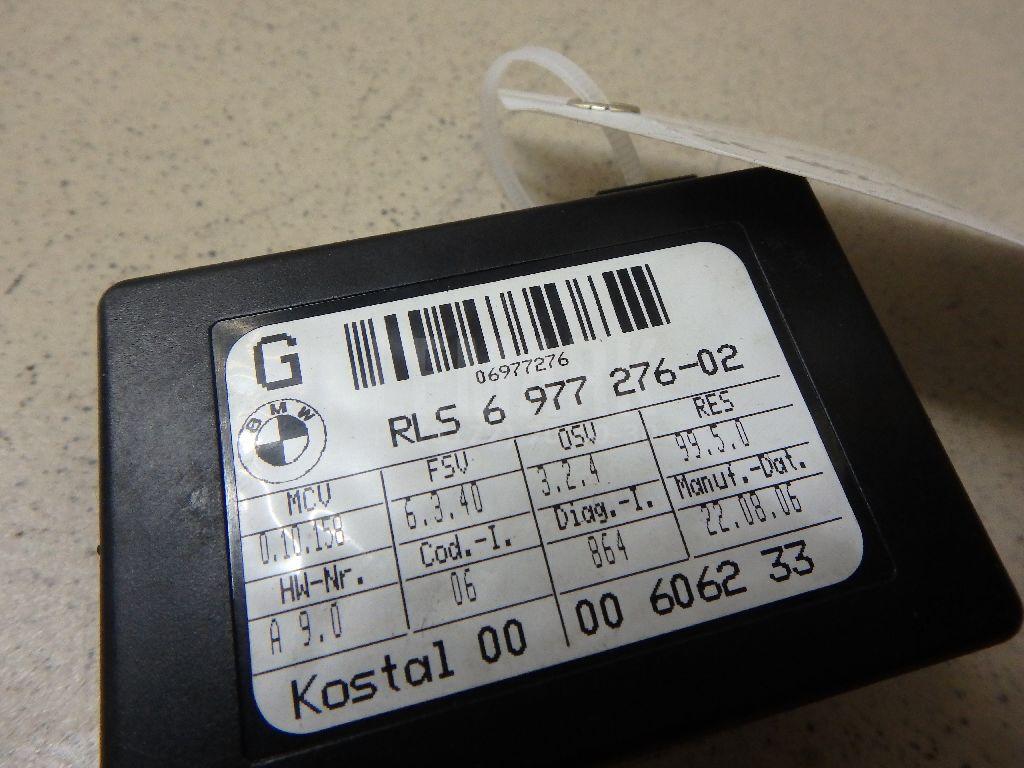 G
06977276
BMW
RLS 6 977 276-02
MCV FSV OSV RES
0.10.158 6.3.40 3.2.4 99.5.0
HW-Nr. Cod.-I. Diag.-I. Manuf.-Dat.
A 9.0 06 864 22.08.06
Kostal 00 00 6062 33